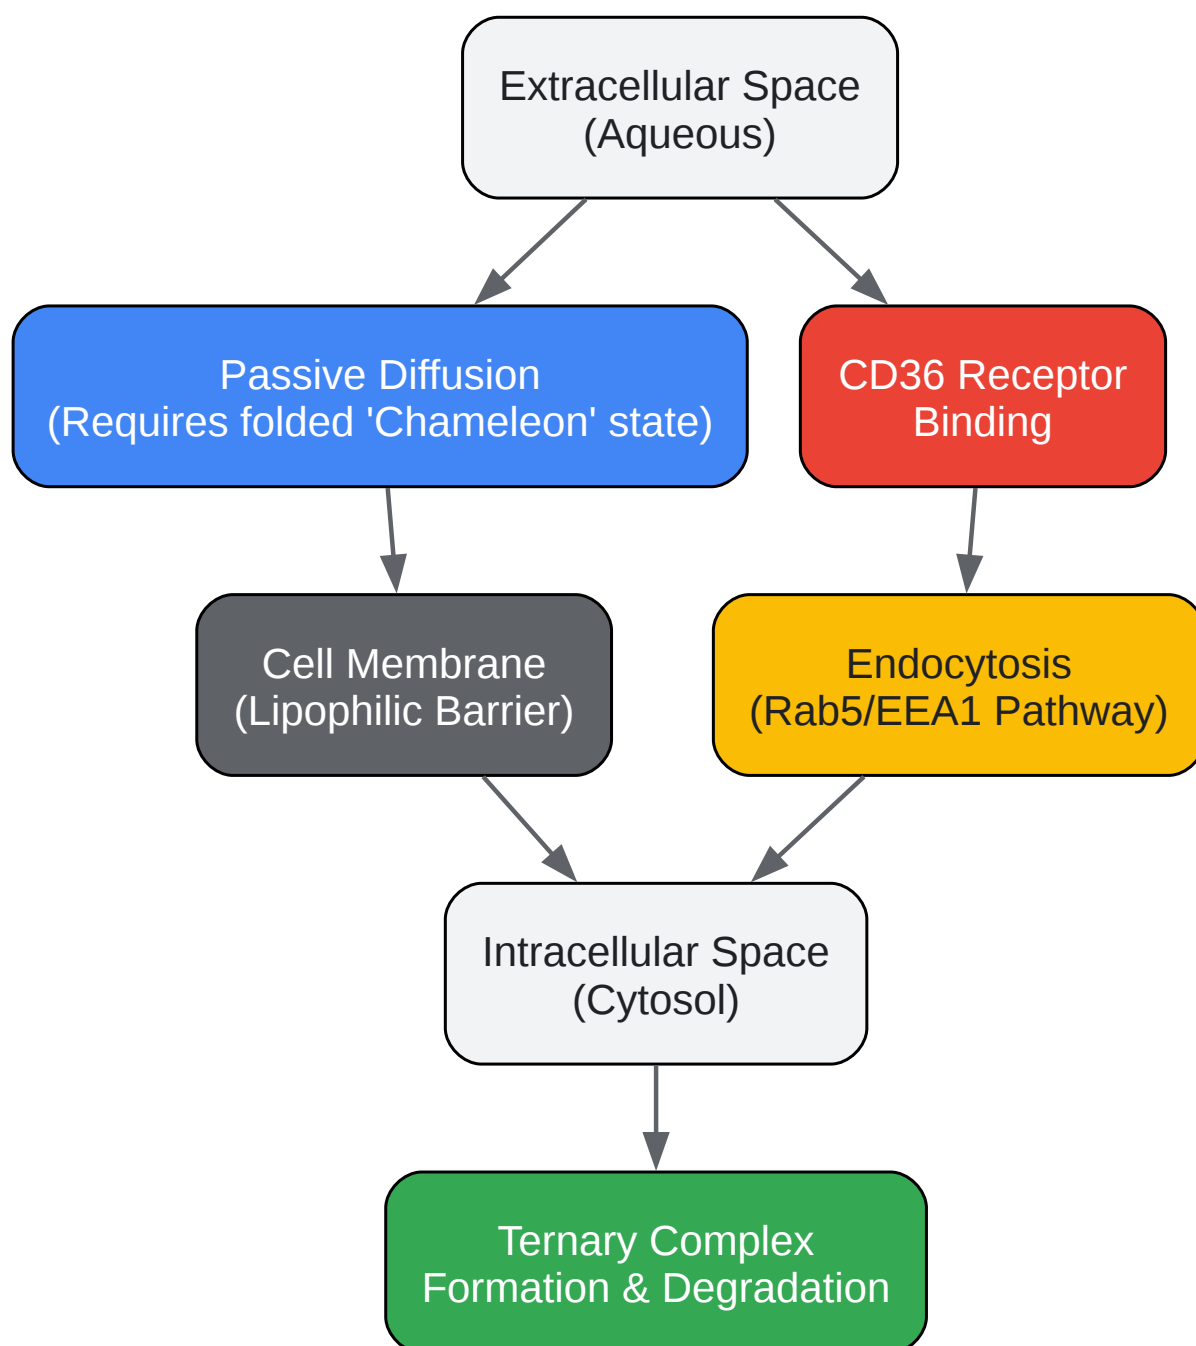 Extracellular Space
(Aqueous)
Passive Diffusion
(Requires folded 'Chameleon' state)
CD36 Receptor
Binding
Cell Membrane
(Lipophilic Barrier)
Endocytosis
(Rab5/EEA1 Pathway)
Intracellular Space
(Cytosol)
Ternary Complex
Formation & Degradation